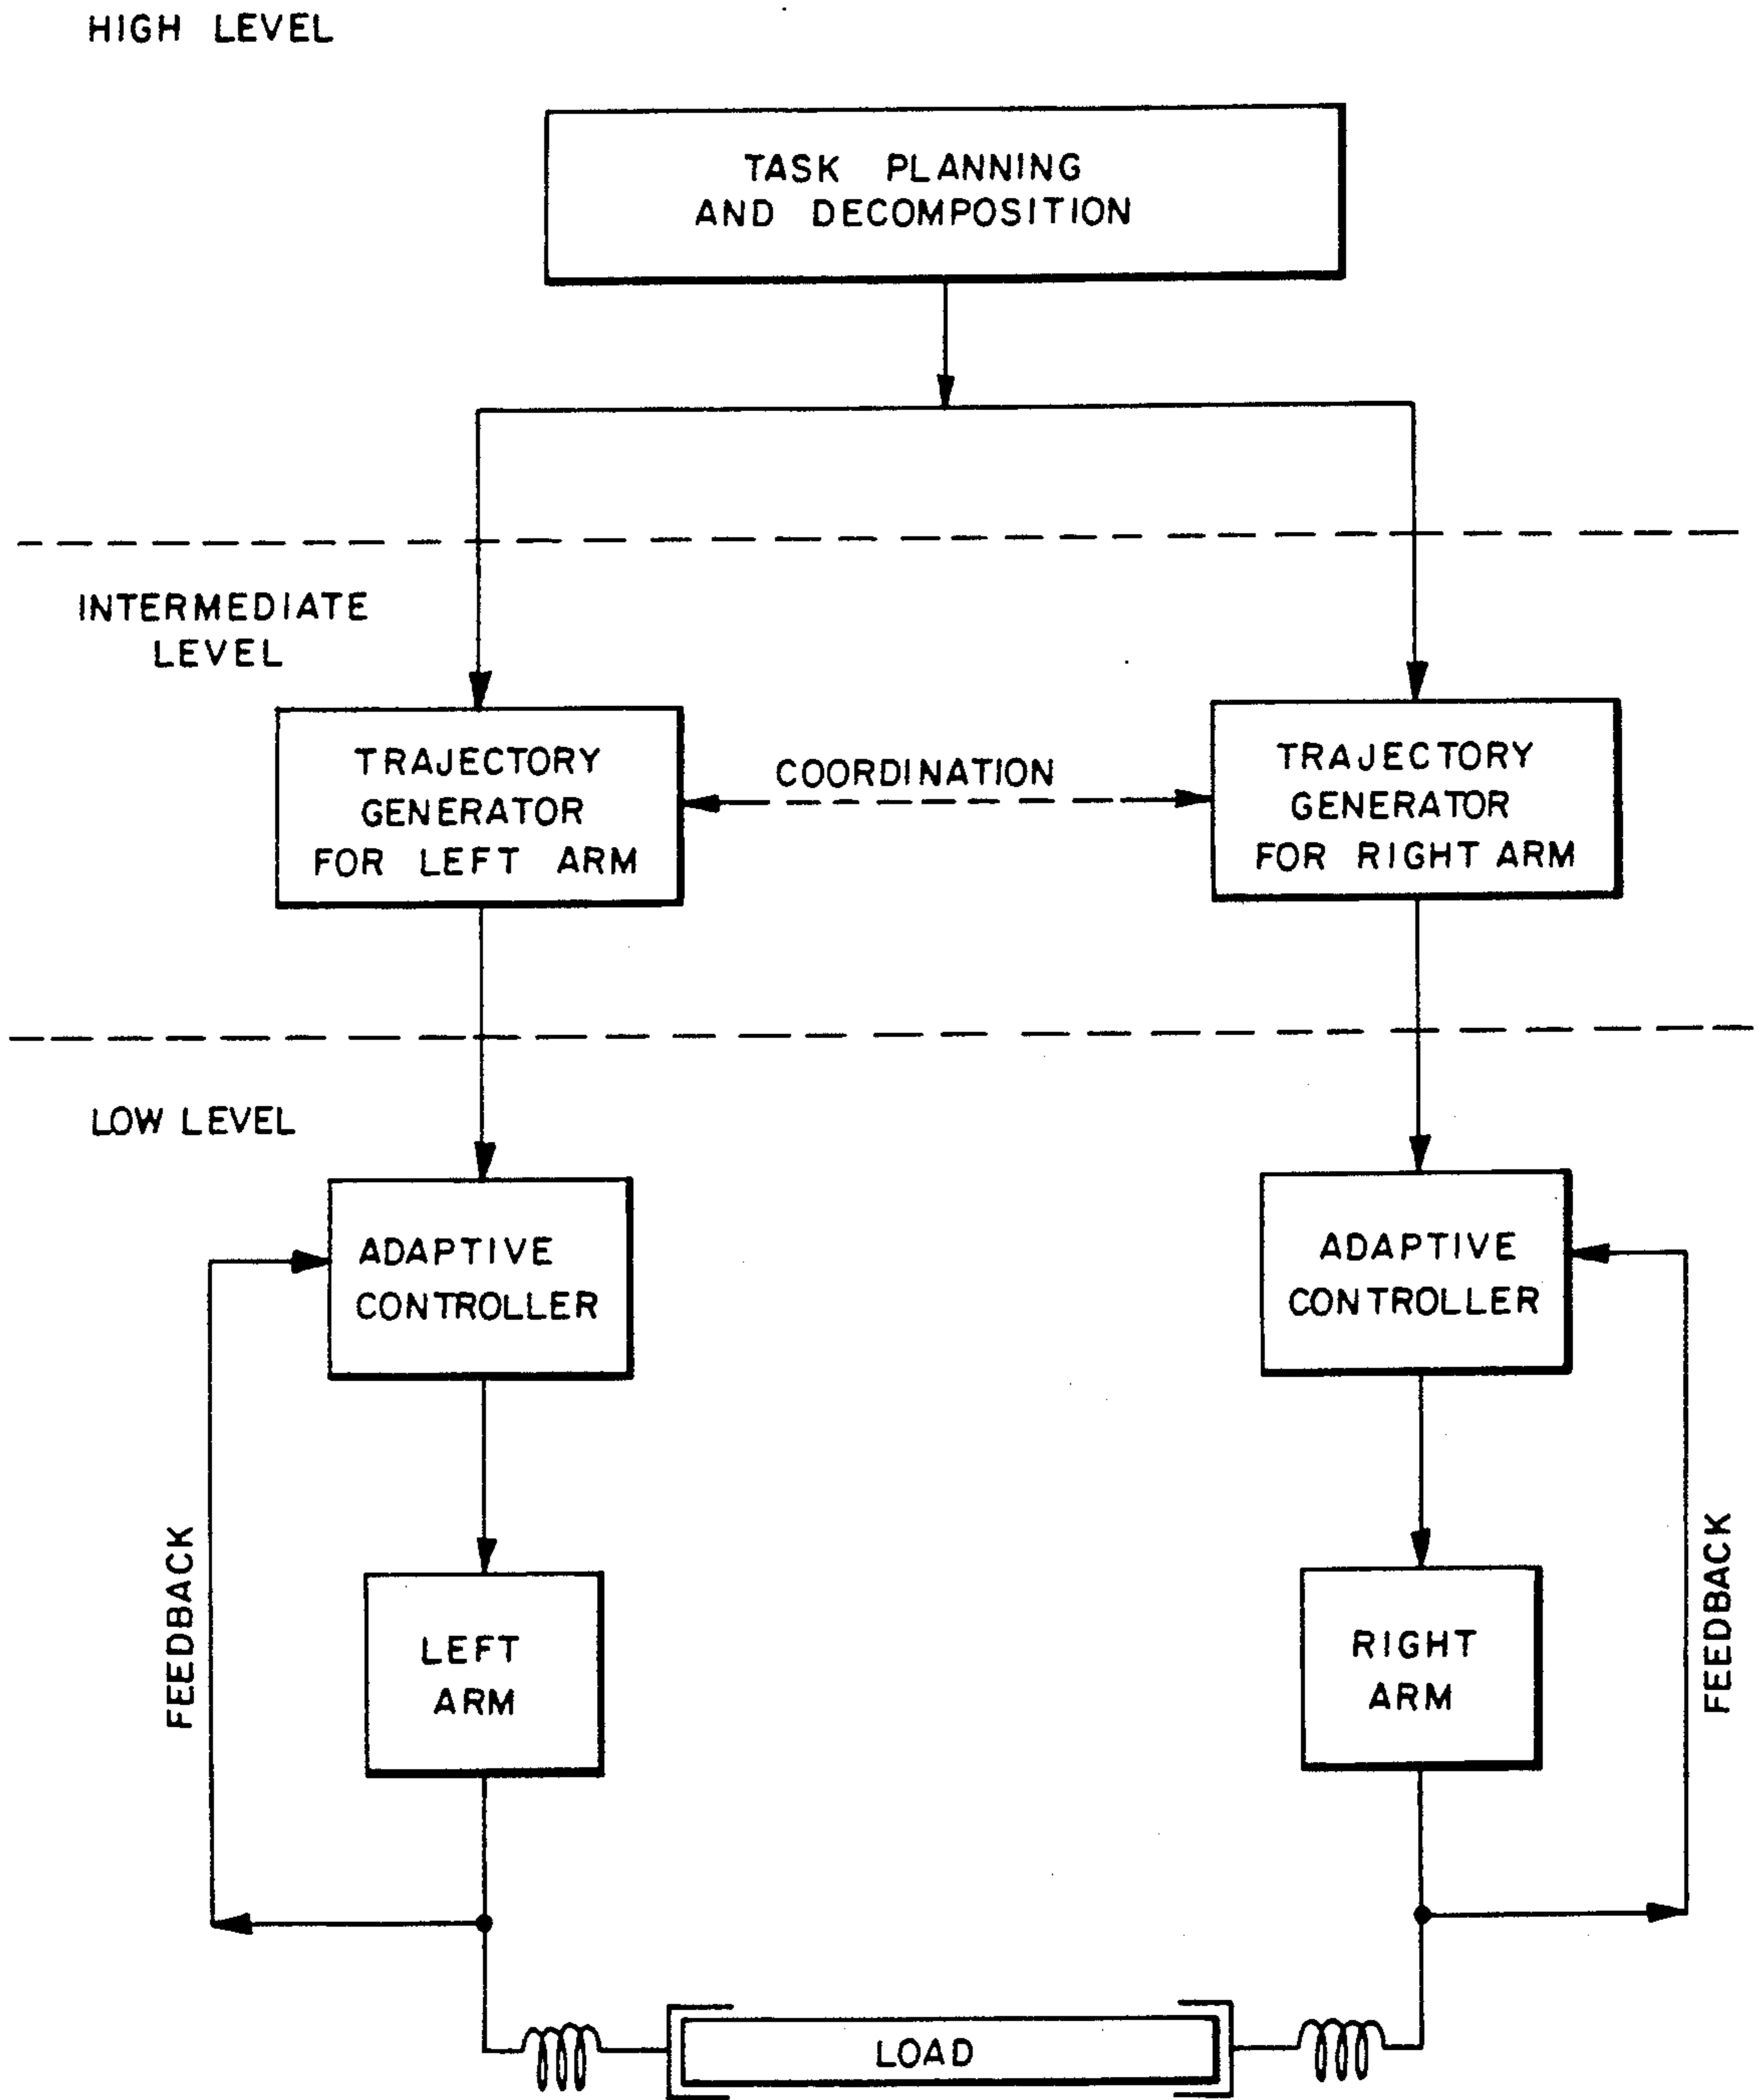 HIGH LEVEL
TASK PLANNING
AND DECOMPOSITION
INTERMEDIATE
LEVEL
TRAJECTORY
GENERATOR
FOR LEFT ARM
COORDINATION
TRAJECTORY
GENERATOR
FOR RIGHT ARM
LOW LEVEL
ADAPTIVE
CONTROLLER
ADAPTIVE
CONTROLLER
FEEDBACK
LEFT
ARM
RIGHT
ARM
FEEDBACK
LOAD